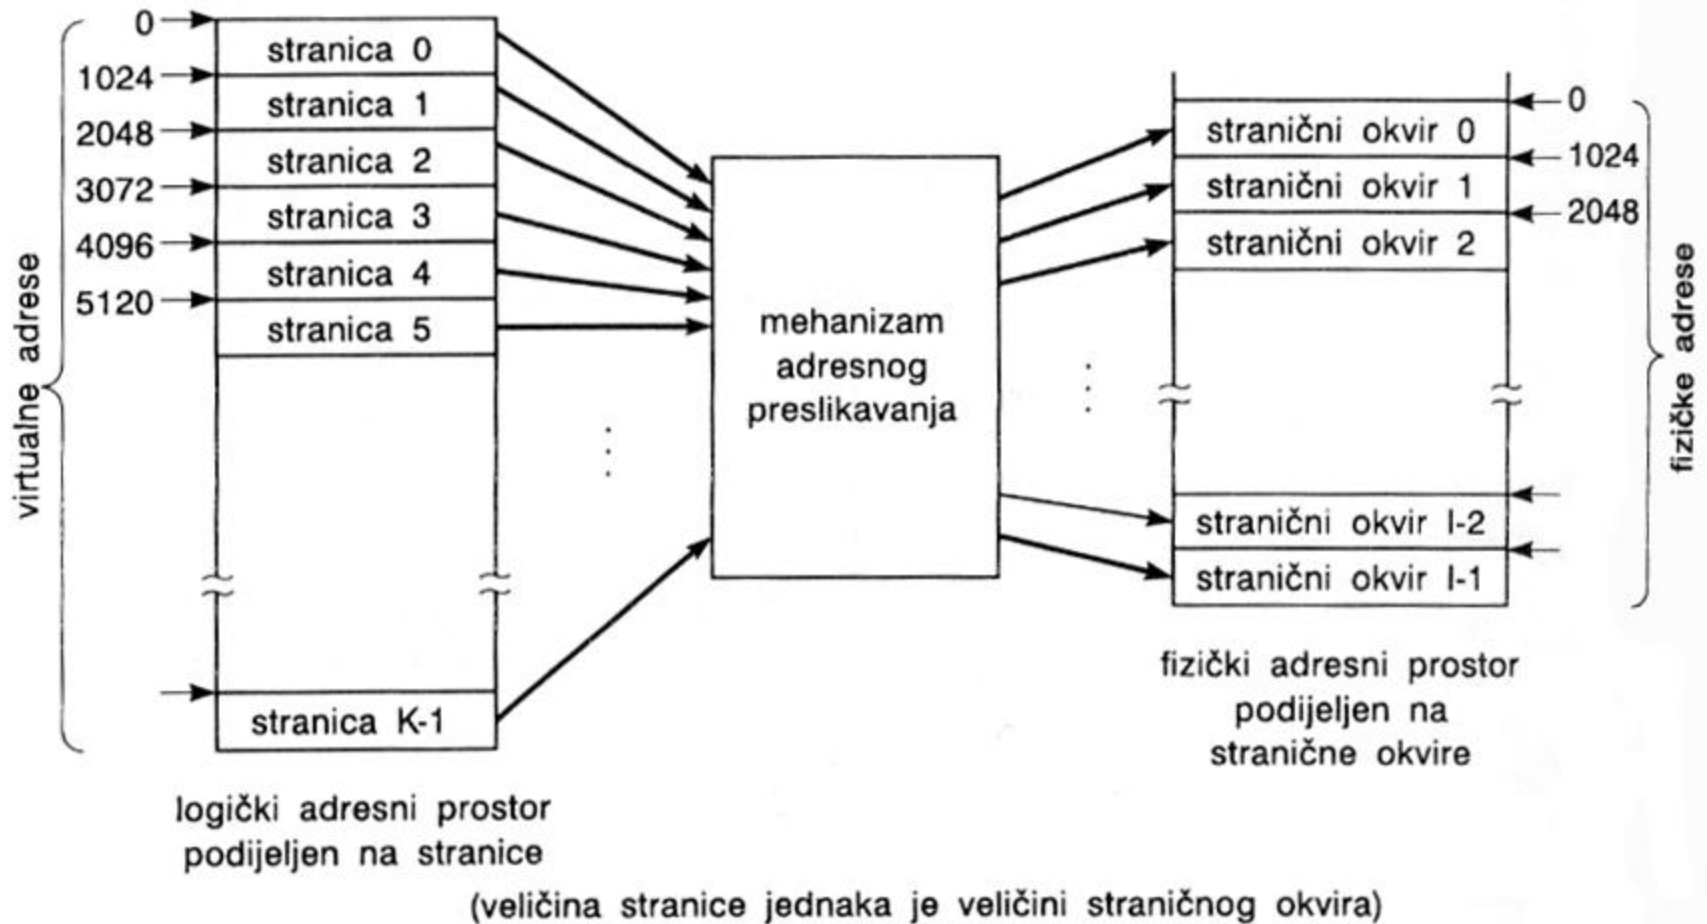 virtualne adrese
0
1024
2048
3072
4096
5120
stranica 0
stranica 1
stranica 2
stranica 3
stranica 4
stranica 5
stranica K-1
logički adresni prostor
podijeljen na stranice
mehanizam
adresnog
preslikavanja
stranični okvir 0
stranični okvir 1
stranični okvir 2
stranični okvir I-2
stranični okvir I-1
0
1024
2048
fizičke adrese
fizički adresni prostor
podijeljen na
stranične okvire
(veličina stranice jednaka je veličini straničnog okvira)